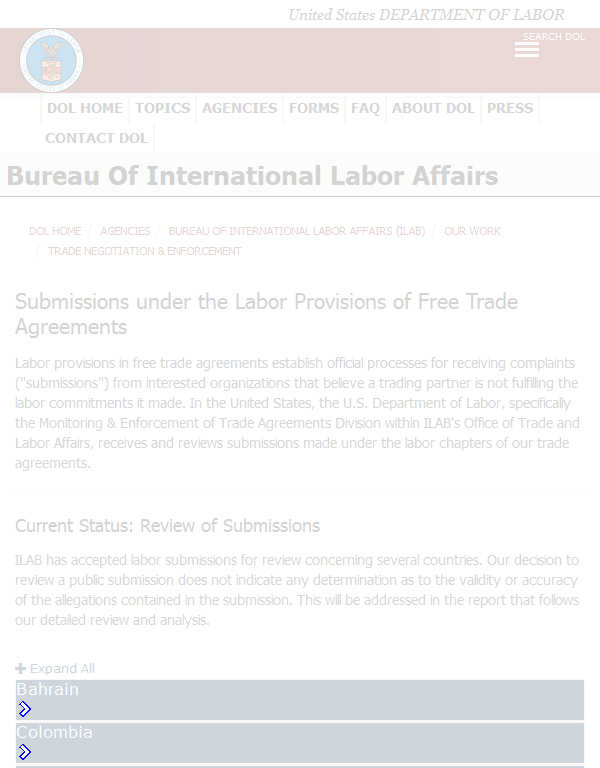 United States DEPARTMENT OF LABOR
SEARCH DOL
DOL HOME TOPICS AGENCIES FORMS FAQ ABOUT DOL PRESS
CONTACT DOL
Bureau Of International Labor Affairs
DOL HOME / AGENCIES / BUREAU OF INTERNATIONAL LABOR AFFAIRS (ILAB) / OUR WORK
/ TRADE NEGOTIATION & ENFORCEMENT
Submissions under the Labor Provisions of Free Trade
Agreements
Labor provisions in free trade agreements establish official processes for receiving complaints
("submissions") from interested organizations that believe a trading partner is not fulfilling the
labor commitments it made. In the United States, the U.S. Department of Labor, specifically
the Monitoring & Enforcement of Trade Agreements Division within ILAB's Office of Trade and
Labor Affairs, receives and reviews submissions made under the labor chapters of our trade
agreements.
Current Status: Review of Submissions
ILAB has accepted labor submissions for review concerning several countries. Our decision to
review a public submission does not indicate any determination as to the validity or accuracy
of the allegations contained in the submission. This will be addressed in the report that follows
our detailed review and analysis.
Expand All
Bahrain
Colombia